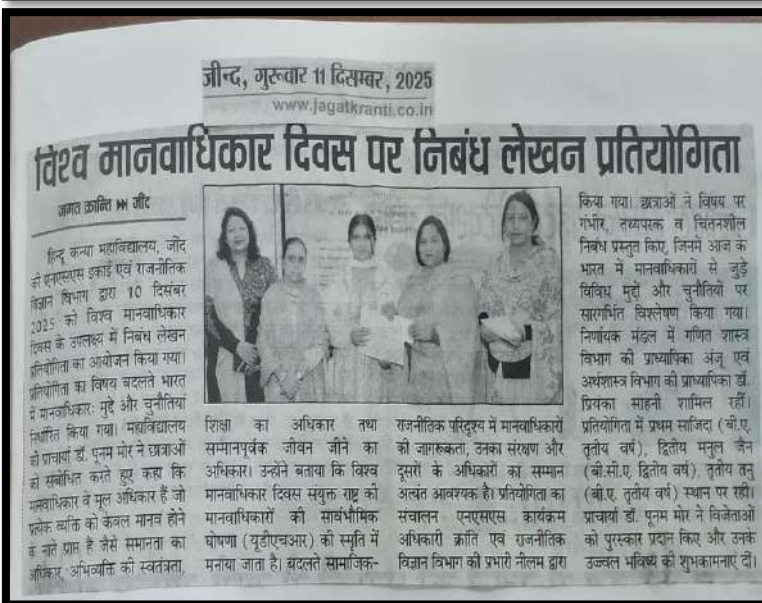 जीन्द, गुरूवार 11 दिसम्बर, 2025
www.jagatkranti.co.in
विश्व मानवाधिकार दिवस पर निबंध लेखन प्रतियोगिता
जगत क्रान्ति ▸▸ जींद
हिन्दू कन्या महाविद्यालय, जींद
की एनएसएस इकाई एवं राजनीतिक
विज्ञान विभाग द्वारा 10 दिसंबर
2025 को विश्व मानवाधिकार
दिवस के उपलक्ष्य में निबंध लेखन
प्रतियोगिता का आयोजन किया गया।
प्रतियोगिता का विषय बदलते भारत
में मानवाधिकार: मुद्दे और चुनौतियां
निर्धारित किया गया। महाविद्यालय
की प्राचार्या डॉ. पूनम मोर ने छात्राओं
को संबोधित करते हुए कहा कि
मानवाधिकार वे मूल अधिकार हैं जो
प्रत्येक व्यक्ति को केवल मानव होने
के नाते प्राप्त हैं जैसे समानता का
अधिकार, अभिव्यक्ति की स्वतंत्रता,
शिक्षा का अधिकार तथा
सम्मानपूर्वक जीवन जीने का
अधिकार। उन्होंने बताया कि विश्व
मानवाधिकार दिवस संयुक्त राष्ट्र की
मानवाधिकारों की सार्वभौमिक
घोषणा (यूडीएचआर) की स्मृति में
मनाया जाता है। बदलते सामाजिक-
राजनीतिक परिदृश्य में मानवाधिकारों
की जागरूकता, उनका संरक्षण और
दूसरों के अधिकारों का सम्मान
अत्यंत आवश्यक है। प्रतियोगिता का
संचालन एनएसएस कार्यक्रम
अधिकारी क्रांति एवं राजनीतिक
विज्ञान विभाग की प्रभारी नीलम द्वारा
किया गया। छात्राओं ने विषय पर
गंभीर, तथ्यपरक व चिंतनशील
निबंध प्रस्तुत किए, जिनमें आज के
भारत में मानवाधिकारों से जुड़े
विविध मुद्दों और चुनौतियों पर
सारगर्भित विश्लेषण किया गया।
निर्णायक मंडल में गणित शास्त्र
विभाग की प्राध्यापिका अंजू एवं
अर्थशास्त्र विभाग की प्राध्यापिका डॉ.
प्रियंका साहनी शामिल रहीं।
प्रतियोगिता में प्रथम साजिदा (बी.ए.
तृतीय वर्ष), द्वितीय मनुल जैन
(बी.सी.ए. द्वितीय वर्ष), तृतीय तनु
(बी.ए. तृतीय वर्ष) स्थान पर रही।
प्राचार्या डॉ. पूनम मोर ने विजेताओं
को पुरस्कार प्रदान किए और उनके
उज्ज्वल भविष्य की शुभकामनाएं दीं।